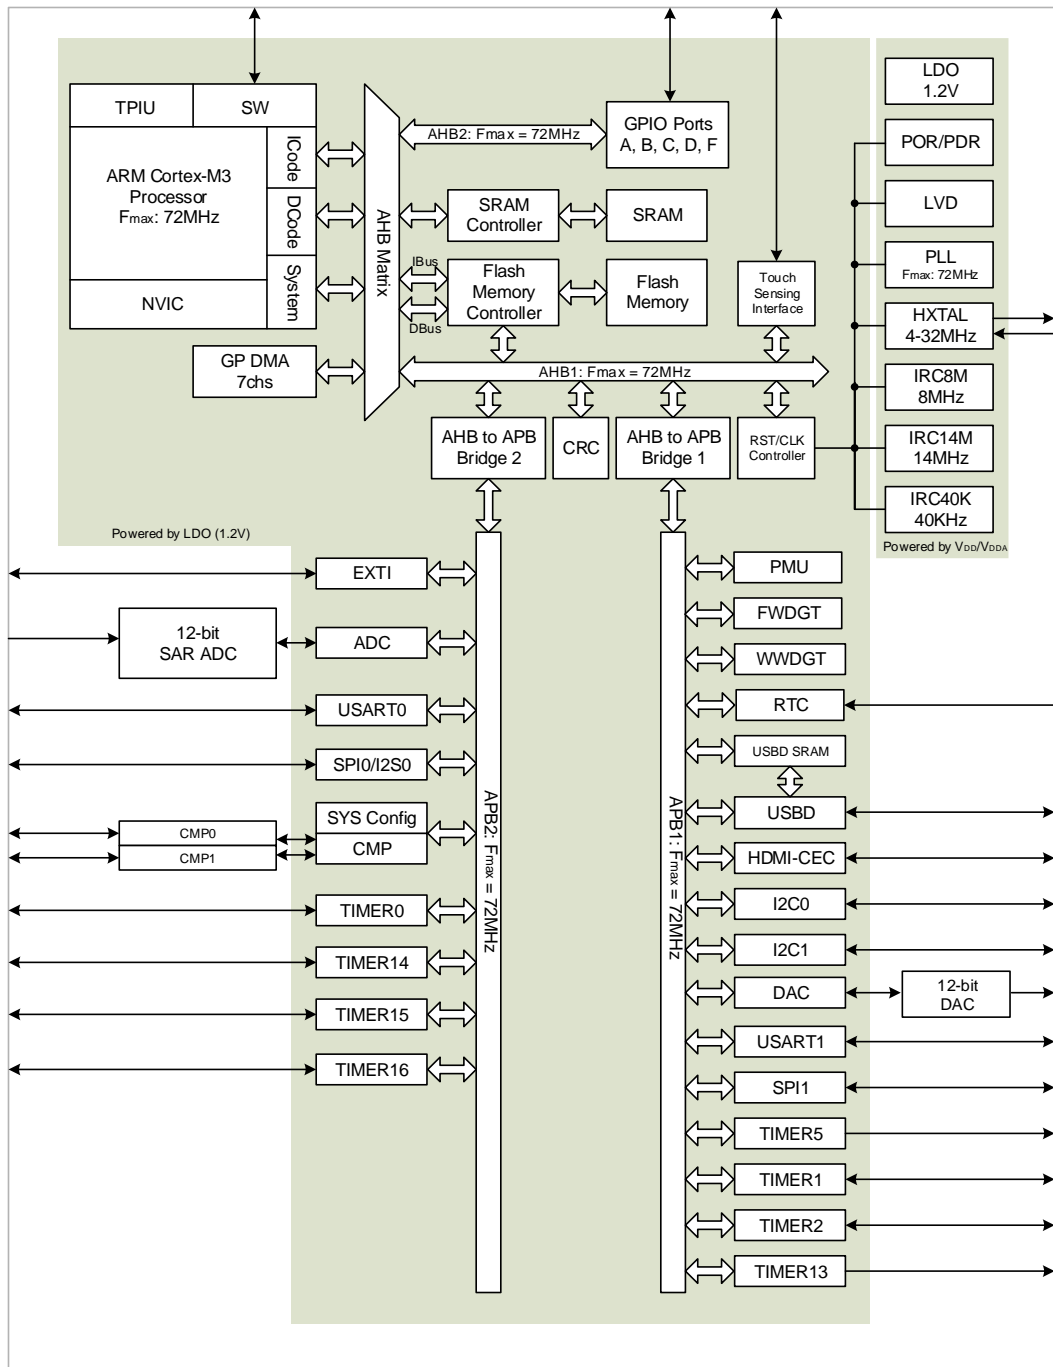 TPIU
SW
ARM Cortex-M3
Processor
Fmax: 72MHz
ICode
DCode
System
NVIC
GP DMA
7chs
AHB Matrix
AHB2: Fmax = 72MHz
GPIO Ports
A, B, C, D, F
SRAM
Controller
SRAM
IBus
DBus
Flash
Memory
Controller
Flash
Memory
Touch
Sensing
Interface
AHB1: Fmax = 72MHz
AHB to APB
Bridge 2
CRC
AHB to APB
Bridge 1
RST/CLK
Controller
LDO
1.2V
POR/PDR
LVD
PLL
Fmax: 72MHz
HXTAL
4-32MHz
IRC8M
8MHz
IRC14M
14MHz
IRC40K
40KHz
Powered by VDD/VDDA
Powered by LDO (1.2V)
EXTI
12-bit
SAR ADC
ADC
USART0
SPI0/I2S0
SYS Config
CMP0
CMP1
CMP
TIMER0
TIMER14
TIMER15
TIMER16
APB2: Fmax = 72MHz
APB1: Fmax = 72MHz
PMU
FWDGT
WWDGT
RTC
USBD SRAM
USBD
HDMI-CEC
I2C0
I2C1
DAC
12-bit
DAC
USART1
SPI1
TIMER5
TIMER1
TIMER2
TIMER13